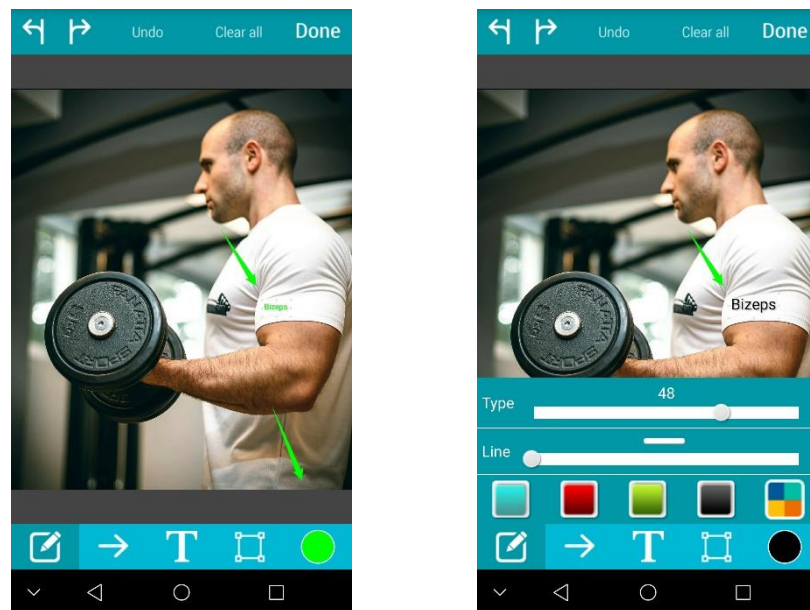 Undo Clear all Done
Bizeps
T
Undo Clear all Done
Bizeps
Type 48
Line
T